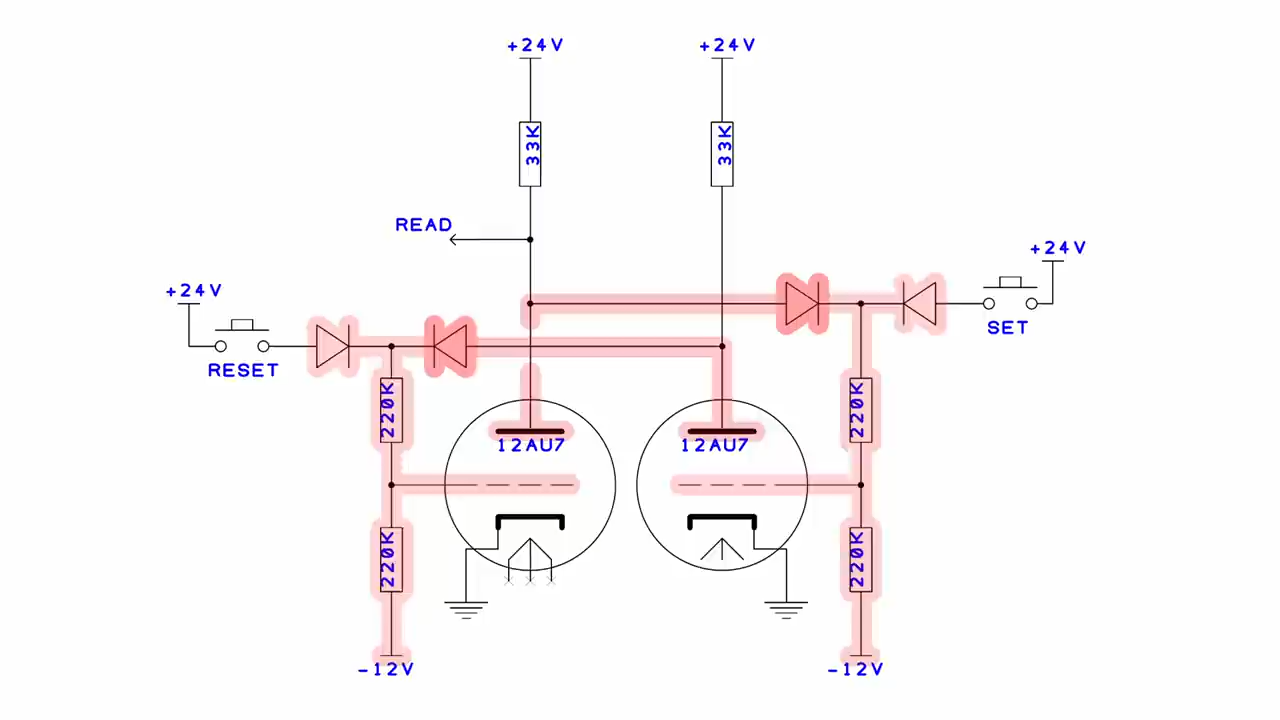 +24V
+24V
33K
33K
READ
+24V
+24V
SET
RESET
220K
220K
12AU7
12AU7
220K
220K
-12V
-12V